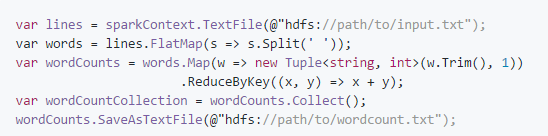 var lines = sparkContext.TextFile(@"hdfs://path/to/input.txt");
var words = lines.FlatMap(s => s.Split(' '));
var wordCounts = words.Map(w => new Tuple<string, int>(w.Trim(), 1))
.ReduceByKey((x, y) => x + y);
var wordCountCollection = wordCounts.Collect();
wordCounts.SaveAsTextFile(@"hdfs://path/to/wordcount.txt");